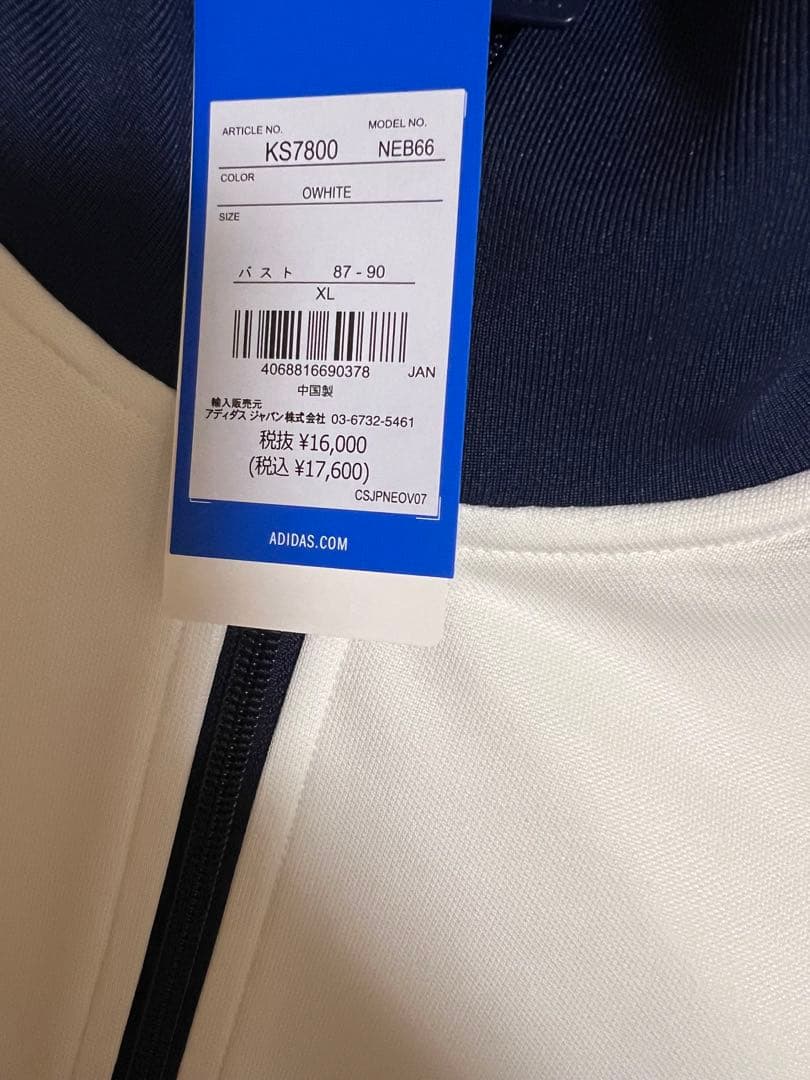 ARTICLE NO. MODEL NO.
KS7800 NEB66
COLOR
OWHITE
SIZE
バスト 87 - 90
XL
4068816690378 JAN
中国製
輸入販売元
アディダス ジャパン株式会社 03-6732-5461
税抜 ¥16,000
(税込 ¥17,600)
CSJPNEOV07
ADIDAS.COM